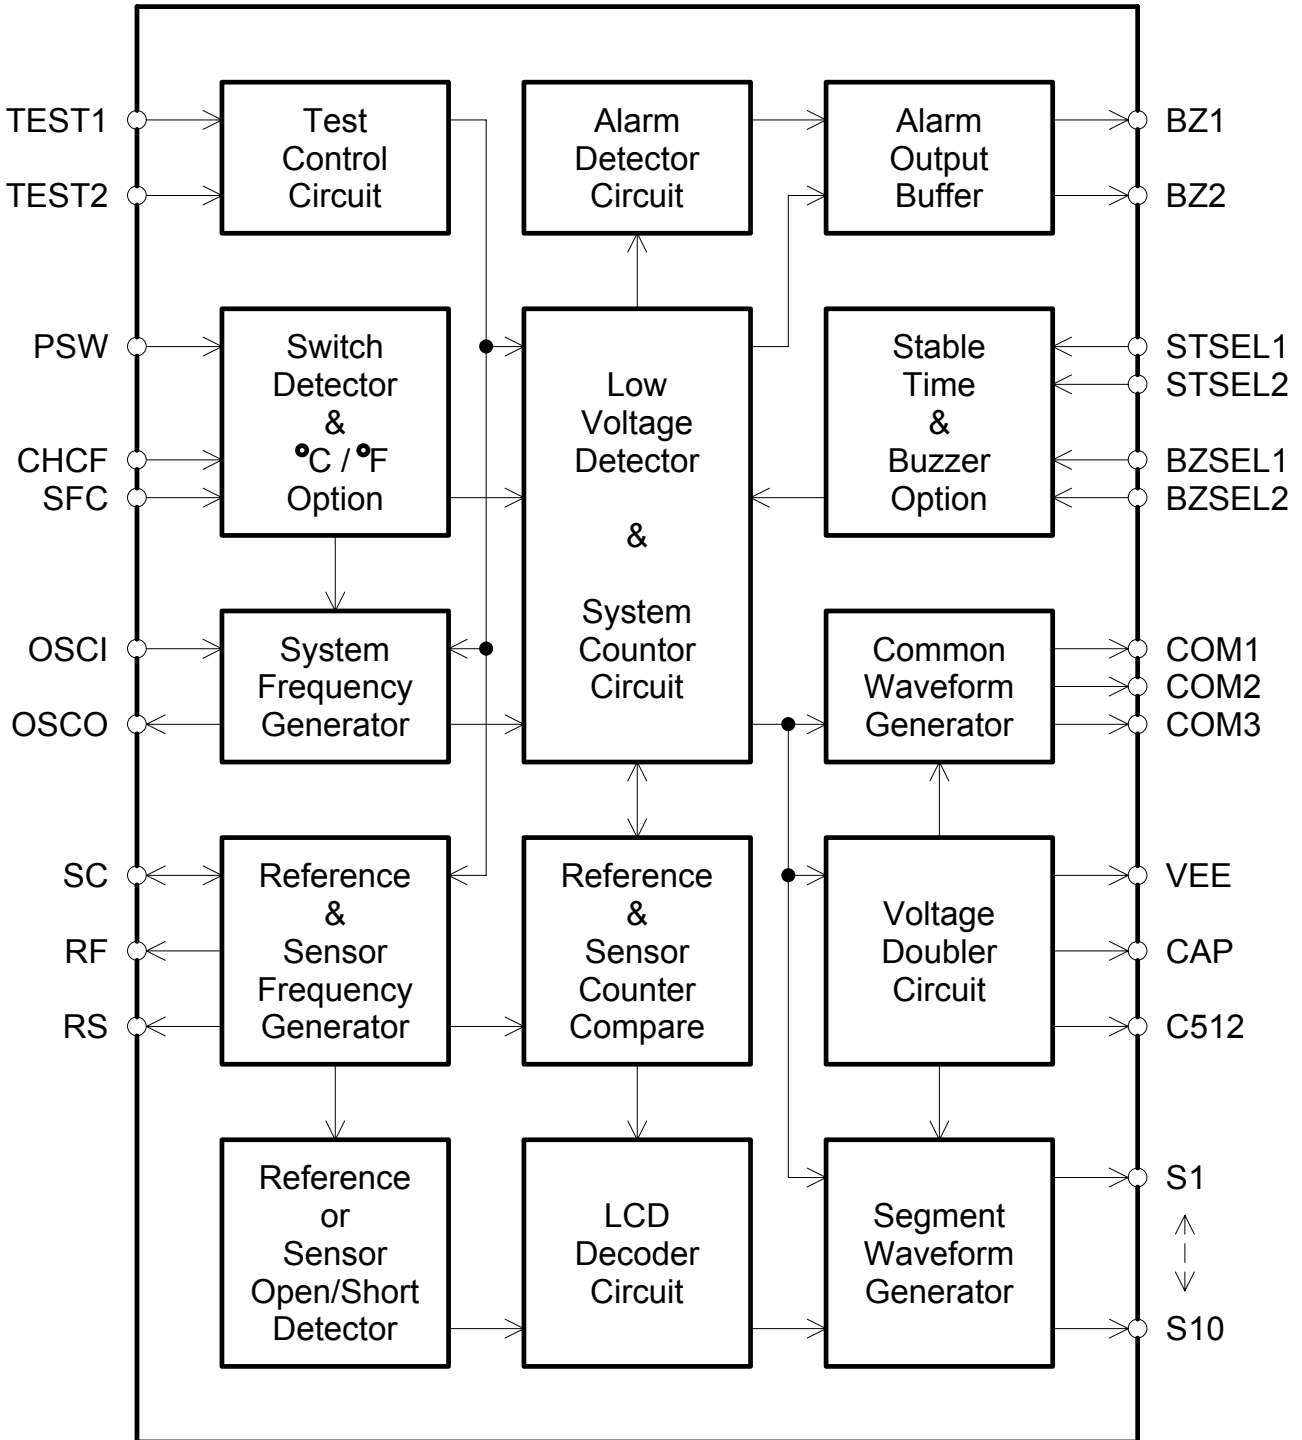 TEST1
TEST2
Test
Control
Circuit
Alarm
Detector
Circuit
Alarm
Output
Buffer
BZ1
BZ2
PSW
CHCF
SFC
Switch
Detector
&
°C / °F
Option
Low
Voltage
Detector
&
System
Countor
Circuit
Stable
Time
&
Buzzer
Option
STSEL1
STSEL2
BZSEL1
BZSEL2
OSCI
OSCO
System
Frequency
Generator
Common
Waveform
Generator
COM1
COM2
COM3
SC
RF
RS
Reference
&
Sensor
Frequency
Generator
Reference
&
Sensor
Counter
Compare
Voltage
Doubler
Circuit
VEE
CAP
C512
Reference
or
Sensor
Open/Short
Detector
LCD
Decoder
Circuit
Segment
Waveform
Generator
S1
S10